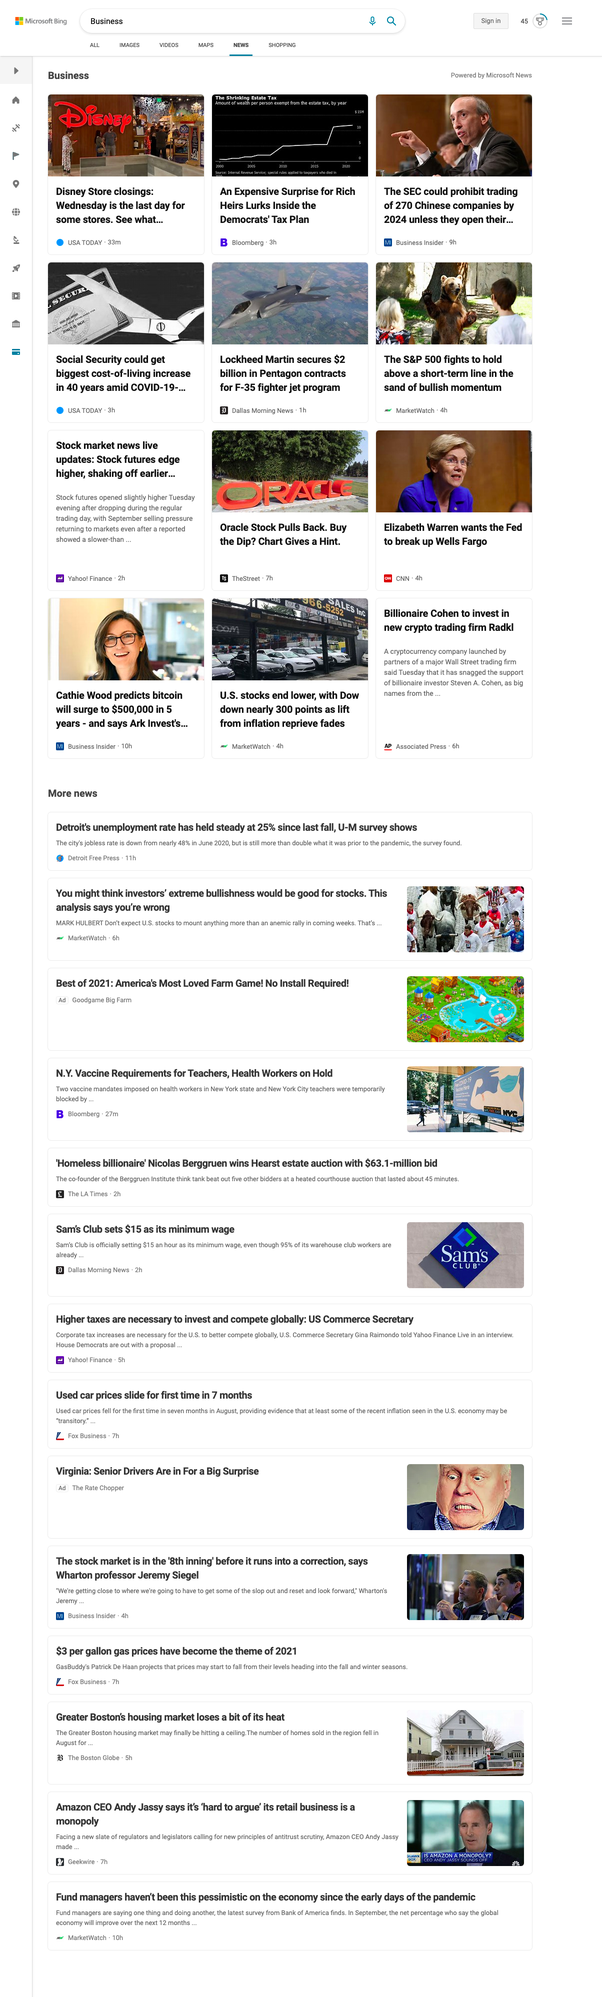 Microsoft Bing
Business
Sign in
45
ALL
IMAGES
VIDEOS
MAPS
NEWS
SHOPPING
Business
Powered by Microsoft News
Disney
The Shrinking Estate Tax
Amount of wealth per person exempt from the estate tax, by year
Disney Store closings:
Wednesday is the last day for
some stores. See what...
USA TODAY · 33m
An Expensive Surprise for Rich
Heirs Lurks Inside the
Democrats' Tax Plan
Bloomberg · 3h
The SEC could prohibit trading
of 270 Chinese companies by
2024 unless they open their...
Business Insider · 9h
Social Security could get
biggest cost-of-living increase
in 40 years amid COVID-19-...
USA TODAY · 3h
Lockheed Martin secures $2
billion in Pentagon contracts
for F-35 fighter jet program
Dallas Morning News · 1h
The S&P 500 fights to hold
above a short-term line in the
sand of bullish momentum
MarketWatch · 4h
Stock market news live
updates: Stock futures edge
higher, shaking off earlier...
Stock futures opened slightly higher Tuesday
evening after dropping during the regular
trading day, with September selling pressure
returning to markets even after a reported
showed a slower-than ...
Yahoo! Finance · 2h
ORACLE
Oracle Stock Pulls Back. Buy
the Dip? Chart Gives a Hint.
TheStreet · 7h
Elizabeth Warren wants the Fed
to break up Wells Fargo
CNN · 4h
Cathie Wood predicts bitcoin
will surge to $500,000 in 5
years - and says Ark Invest's...
Business Insider · 10h
SALES Inc
966-5252
U.S. stocks end lower, with Dow
down nearly 300 points as lift
from inflation reprieve fades
MarketWatch · 4h
Billionaire Cohen to invest in
new crypto trading firm Radkl
A cryptocurrency company launched by
partners of a major Wall Street trading firm
said Tuesday that it has snagged the support
of billionaire investor Steven A. Cohen, as big
names from the ...
Associated Press · 6h
More news
Detroit's unemployment rate has held steady at 25% since last fall, U-M survey shows
The city's jobless rate is down from nearly 48% in June 2020, but is still more than double what it was prior to the pandemic, the survey found.
Detroit Free Press · 11h
You might think investors' extreme bullishness would be good for stocks. This
analysis says you're wrong
MARK HULBERT Don't expect U.S. stocks to mount anything more than an anemic rally in coming weeks. That's ...
MarketWatch · 6h
Best of 2021: America's Most Loved Farm Game! No Install Required!
Ad Goodgame Big Farm
N.Y. Vaccine Requirements for Teachers, Health Workers on Hold
Two vaccine mandates imposed on health workers in New York state and New York City teachers were temporarily
blocked by ...
Bloomberg · 27m
NYC
'Homeless billionaire' Nicolas Berggruen wins Hearst estate auction with $63.1-million bid
The co-founder of the Berggruen Institute think tank beat out five other bidders at a heated courthouse auction that lasted about 45 minutes.
The LA Times · 2h
Sam's Club sets $15 as its minimum wage
Sam's Club is officially setting $15 an hour as its minimum wage, even though 95% of its warehouse club workers are
already ...
Dallas Morning News · 2h
Sam's
CLUB
Higher taxes are necessary to invest and compete globally: US Commerce Secretary
Corporate tax increases are necessary for the U.S. to better compete globally, U.S. Commerce Secretary Gina Raimondo told Yahoo Finance Live in an interview.
House Democrats are out with a proposal ...
Yahoo! Finance · 5h
Used car prices slide for first time in 7 months
Used car prices fell for the first time in seven months in August, providing evidence that at least some of the recent inflation seen in the U.S. economy may be
"transitory." ...
Fox Business · 7h
Virginia: Senior Drivers Are in For a Big Surprise
Ad The Rate Chopper
The stock market is in the '8th inning' before it runs into a correction, says
Wharton professor Jeremy Siegel
"We're getting close to where we're going to have to get some of the slop out and reset and look forward," Wharton's
Jeremy ...
Business Insider · 4h
$3 per gallon gas prices have become the theme of 2021
GasBuddy's Patrick De Haan projects that prices may start to fall from their levels heading into the fall and winter seasons.
Fox Business · 7h
Greater Boston's housing market loses a bit of its heat
The Greater Boston housing market may finally be hitting a ceiling.The number of homes sold in the region fell in
August for ...
The Boston Globe · 5h
Amazon CEO Andy Jassy says it's 'hard to argue' its retail business is a
monopoly
Facing a new slate of regulators and legislators calling for new principles of antitrust scrutiny, Amazon CEO Andy Jassy
made ...
Geekwire · 7h
IS AMAZON A MONOPOLY?
CEO ANDY JASSY SOUNDS OFF
Fund managers haven't been this pessimistic on the economy since the early days of the pandemic
Fund managers are saying one thing and doing another, the latest survey from Bank of America finds. In September, the net percentage who say the global
economy will improve over the next 12 months ...
MarketWatch · 10h